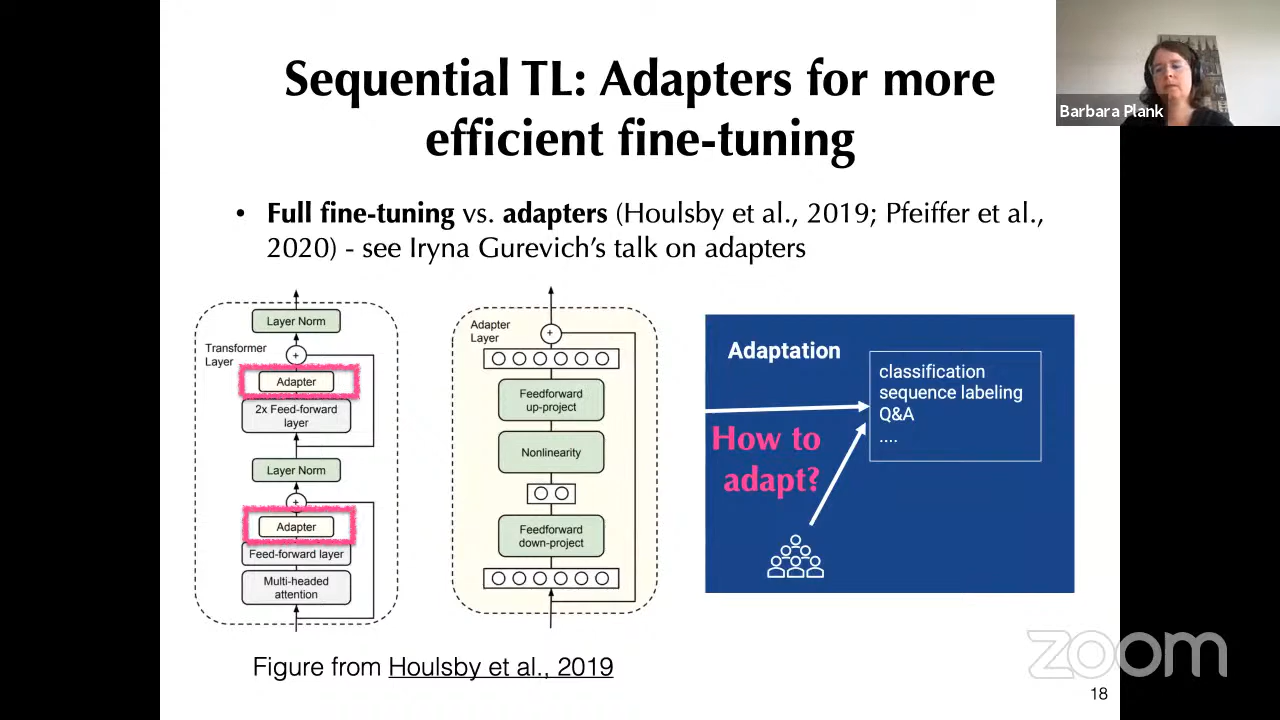 Sequential TL: Adapters for more
efficient fine-tuning
Barbara Plank
• Full fine-tuning vs. adapters (Houlsby et al., 2019; Pfeiffer et al.,
2020) - see Iryna Gurevich's talk on adapters
Layer Norm
+
Transformer
Layer
Adapter
2x Feed-forward
layer
Layer Norm
+
Adapter
Feed-forward layer
Multi-headed
attention
Adapter
Layer
+
Feedforward
up-project
Nonlinearity
Feedforward
down-project
Adaptation
classification
sequence labeling
Q&A
....
How to
adapt?
Figure from Houlsby et al., 2019
zoom
18